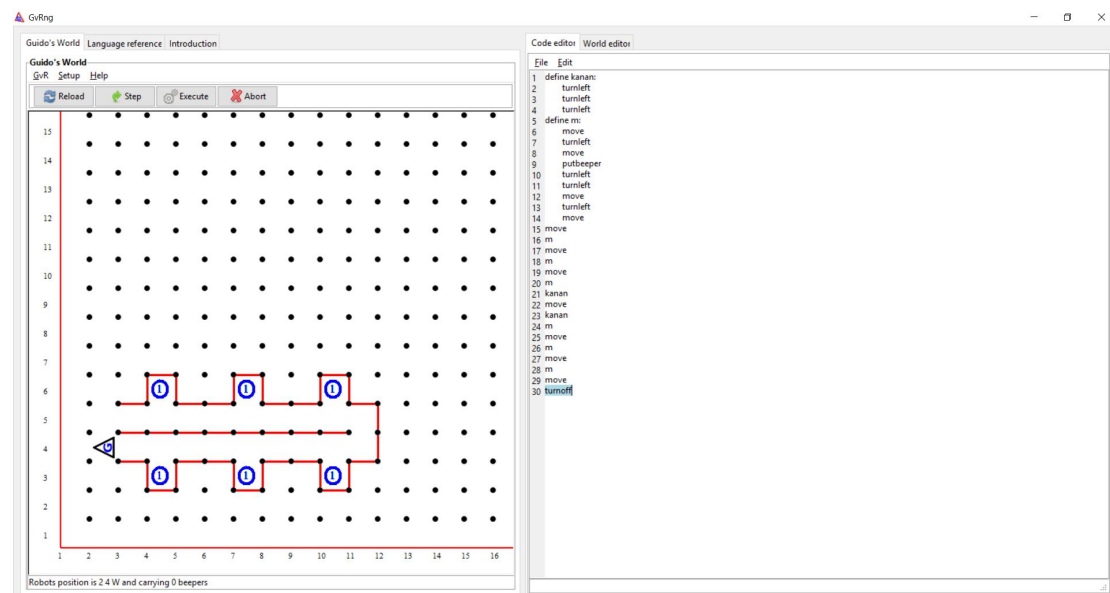 GvRng
Guido's World Language reference Introduction
Guido's World
GvR Setup Help
Reload Step Execute Abort
15
14
13
12
11
10
9
8
7
6 1 1 1
5
4 G
3 1 1 1
2
1
1 2 3 4 5 6 7 8 9 10 11 12 13 14 15 16
Robots position is 2 4 W and carrying 0 beepers
Code editor World editor
File Edit
1 define kanan:
2 turnleft
3 turnleft
4 turnleft
5 define m:
6 move
7 turnleft
8 move
9 putbeeper
10 turnleft
11 turnleft
12 move
13 turnleft
14 move
15 move
16 m
17 move
18 m
19 move
20 m
21 kanan
22 move
23 kanan
24 m
25 move
26 m
27 move
28 m
29 move
30 turnoff